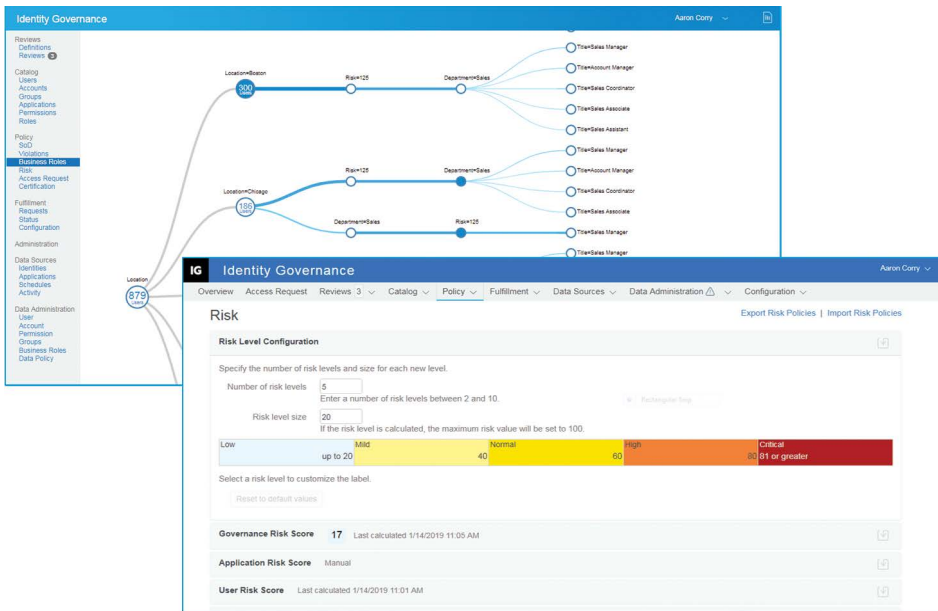 Identity Governance
Aaron Corry
Reviews
Definitions
Reviews 3
Catalog
Users
Accounts
Groups
Applications
Permissions
Roles
Policy
SoD
Violations
Business Roles
Risk
Access Request
Certification
Fulfillment
Requests
Status
Configuration
Administration
Data Sources
Identities
Applications
Schedules
Activity
Data Administration
User
Account
Permission
Groups
Business Roles
Data Policy
Location
879
Users
Location=Boston
300
Users
Risk=125
Department=Sales
Title=Sales Manager
Title=Account Manager
Title=Sales Coordinator
Title=Sales Associate
Title=Sales Assistant
Location=Chicago
186
Users
Risk=125
Department=Sales
Title=Sales Manager
Title=Account Manager
Title=Sales Coordinator
Title=Sales Associate
Department=Sales
Risk=125
Title=Sales Manager
Title=Sales Manager
IG Identity Governance
Aaron Corry
Overview Access Request Reviews 3 Catalog Policy Fulfillment Data Sources Data Administration Configuration
Risk
Export Risk Policies | Import Risk Policies
Risk Level Configuration
Specify the number of risk levels and size for each new level.
Number of risk levels 5
Enter a number of risk levels between 2 and 10.
Rectangular Snip
Risk level size 20
If the risk level is calculated, the maximum risk value will be set to 100.
Low Mild Normal High Critical
up to 20 40 60 80 81 or greater
Select a risk level to customize the label.
Reset to default values
Governance Risk Score 17 Last calculated 1/14/2019 11:05 AM
Application Risk Score Manual
User Risk Score Last calculated 1/14/2019 11:01 AM